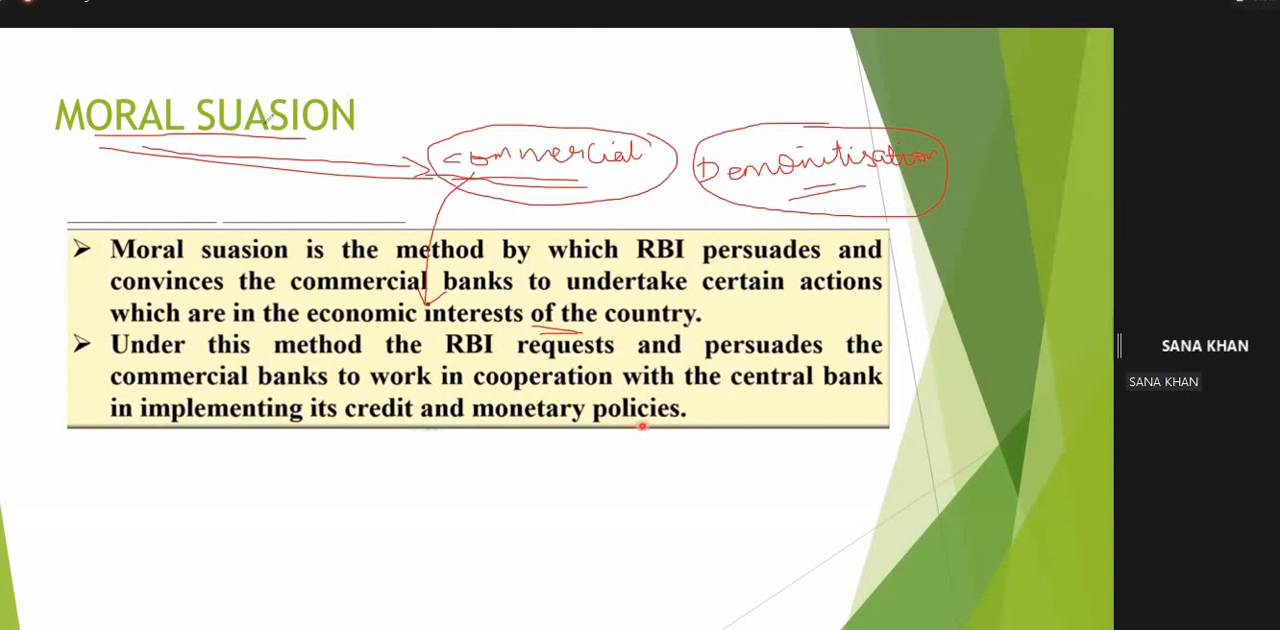 MORAL SUASION
commercial
Demonitisation
➢ Moral suasion is the method by which RBI persuades and
convinces the commercial banks to undertake certain actions
which are in the economic interests of the country.
➢ Under this method the RBI requests and persuades the
commercial banks to work in cooperation with the central bank
in implementing its credit and monetary policies.
SANA KHAN
SANA KHAN